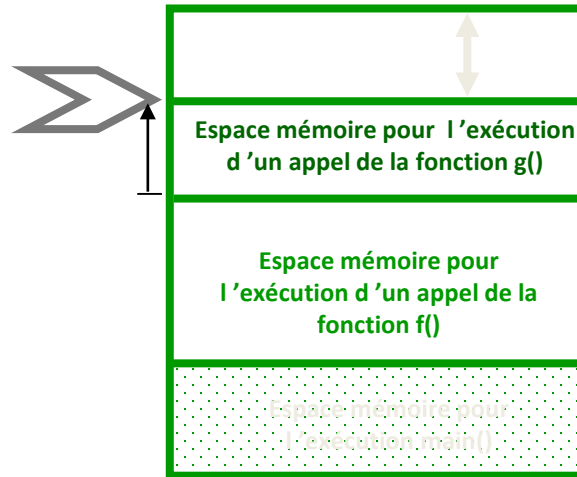 Espace mémoire pour l ’exécution
d ’un appel de la fonction g()
Espace mémoire pour
l ’exécution d ’un appel de la
fonction f()
Espace mémoire pour
l ’exécution main()